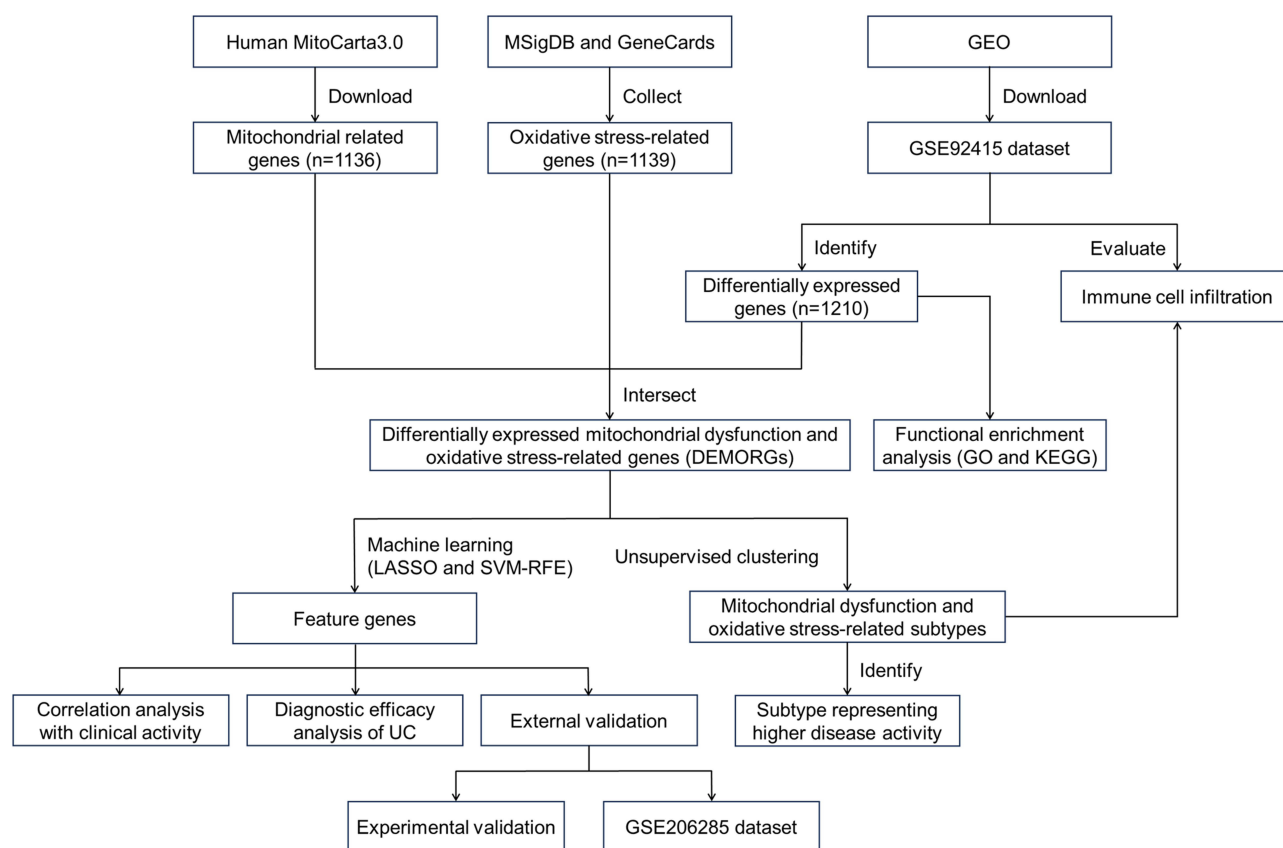 Human MitoCarta3.0
MSigDB and GeneCards
GEO
Download
Collect
Download
Mitochondrial related
genes (n=1136)
Oxidative stress-related
genes (n=1139)
GSE92415 dataset
Identify
Evaluate
Differentially expressed
genes (n=1210)
Immune cell infiltration
Intersect
Differentially expressed mitochondrial dysfunction and
oxidative stress-related genes (DEMORGs)
Functional enrichment
analysis (GO and KEGG)
Machine learning
(LASSO and SVM-RFE)
Unsupervised clustering
Feature genes
Mitochondrial dysfunction and
oxidative stress-related subtypes
Identify
Correlation analysis
with clinical activity
Diagnostic efficacy
analysis of UC
External validation
Subtype representing
higher disease activity
Experimental validation
GSE206285 dataset